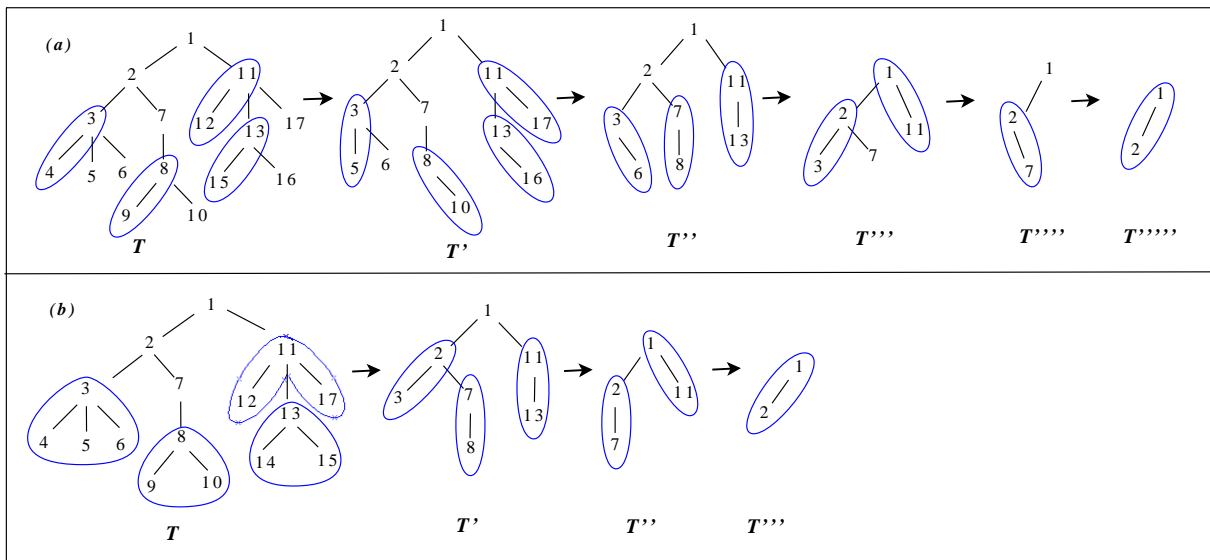 (a)
1 1 1
2 11 2 11 2 11 1 1 1
3 7 12 13 17 3 7 13 17 3 7 13 2 11 2 2
4 5 6 8 15 16 5 6 8 16 6 8 3 7 7
9 10 10
T T' T'' T''' T'''' T'''''
(b)
1 1
2 11 2 11 1 1
3 7 12 13 17 3 7 13 2 11 2
4 5 6 8 14 15 8 7
9 10
T T' T'' T'''